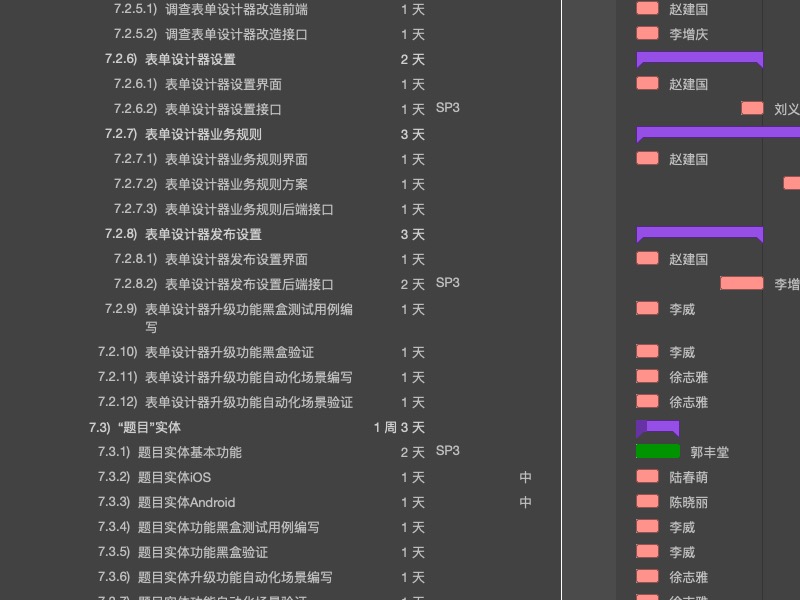 7.2.5.1) 调查表单设计器改造前端 1 天 赵建国
7.2.5.2) 调查表单设计器改造接口 1 天 李增庆
7.2.6) 表单设计器设置 2 天
7.2.6.1) 表单设计器设置界面 1 天 赵建国
7.2.6.2) 表单设计器设置接口 1 天 SP3 刘义
7.2.7) 表单设计器业务规则 3 天
7.2.7.1) 表单设计器业务规则界面 1 天 赵建国
7.2.7.2) 表单设计器业务规则方案 1 天
7.2.7.3) 表单设计器业务规则后端接口 1 天
7.2.8) 表单设计器发布设置 3 天
7.2.8.1) 表单设计器发布设置界面 1 天 赵建国
7.2.8.2) 表单设计器发布设置后端接口 2 天 SP3 李增
7.2.9) 表单设计器升级功能黑盒测试用例编 1 天 李威
写
7.2.10) 表单设计器升级功能黑盒验证 1 天 李威
7.2.11) 表单设计器升级功能自动化场景编写 1 天 徐志雅
7.2.12) 表单设计器升级功能自动化场景验证 1 天 徐志雅
7.3) “题目”实体 1 周 3 天
7.3.1) 题目实体基本功能 2 天 SP3 郭丰堂
7.3.2) 题目实体iOS 1 天 中 陆春萌
7.3.3) 题目实体Android 1 天 中 陈晓丽
7.3.4) 题目实体功能黑盒测试用例编写 1 天 李威
7.3.5) 题目实体功能黑盒验证 1 天 李威
7.3.6) 题目实体升级功能自动化场景编写 1 天 徐志雅